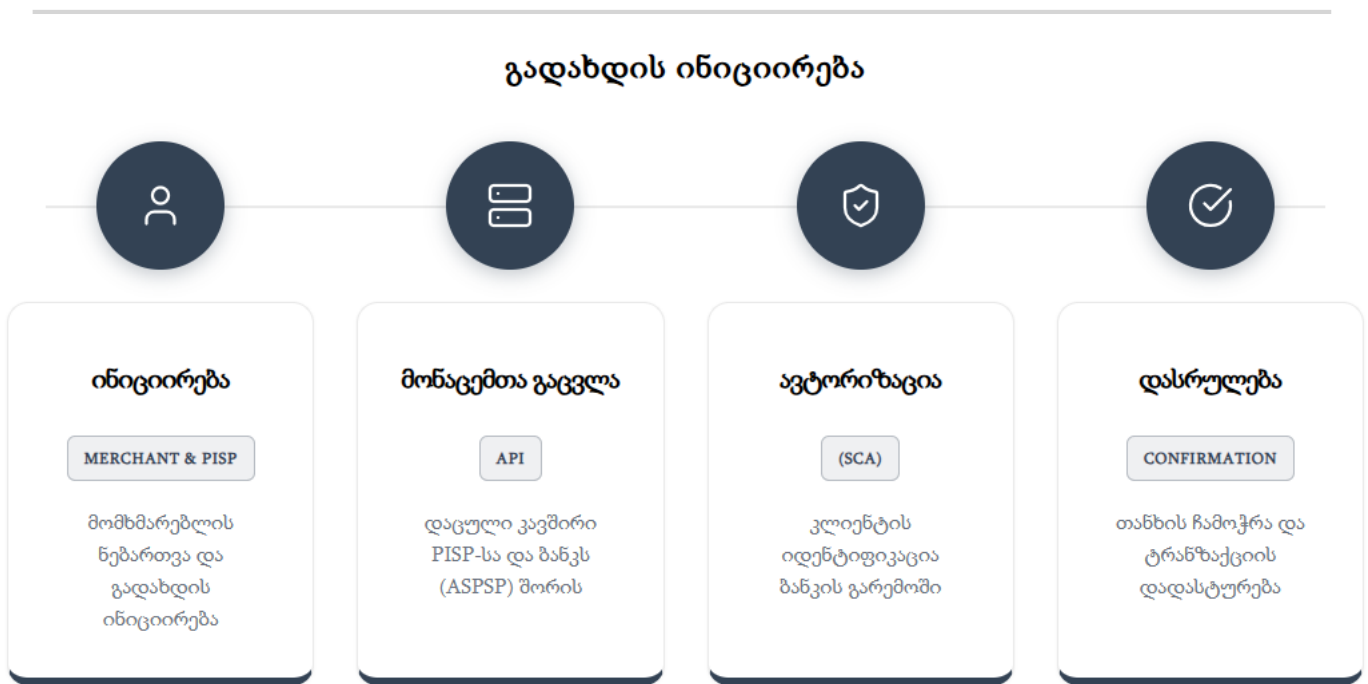 გადახდის ინიციირება
ინიციირება
MERCHANT & PISP
მომხმარებლის
ნებართვა და
გადახდის
ინიციირება
მონაცემთა გაცვლა
API
დაცული კავშირი
PISP-სა და ბანკს
(ASPSP) შორის
ავტორიზაცია
(SCA)
კლიენტის
იდენტიფიკაცია
ბანკის გარემოში
დასრულება
CONFIRMATION
თანხის ჩამოჭრა და
ტრანზაქციის
დადასტურება